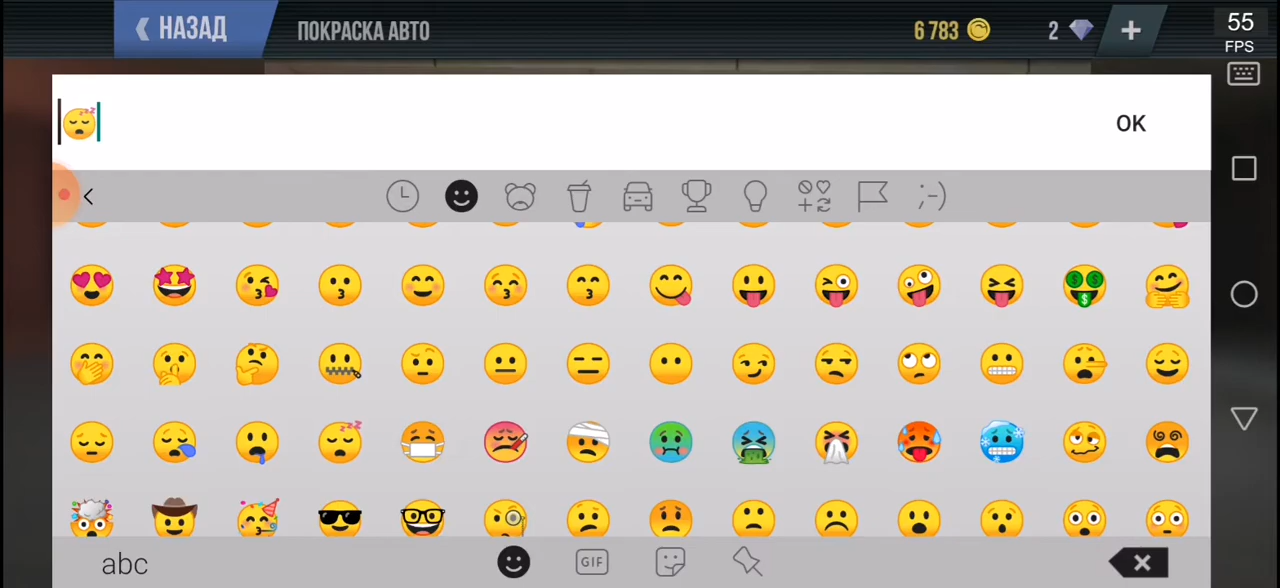 НАЗАД
ПОКРАСКА АВТО
6 783
2
+
55
FPS
OK
;-)
abc
GIF